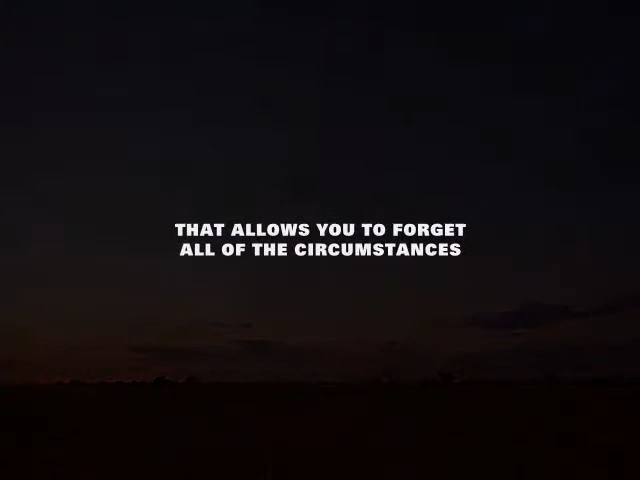 THAT ALLOWS YOU TO FORGET
ALL OF THE CIRCUMSTANCES